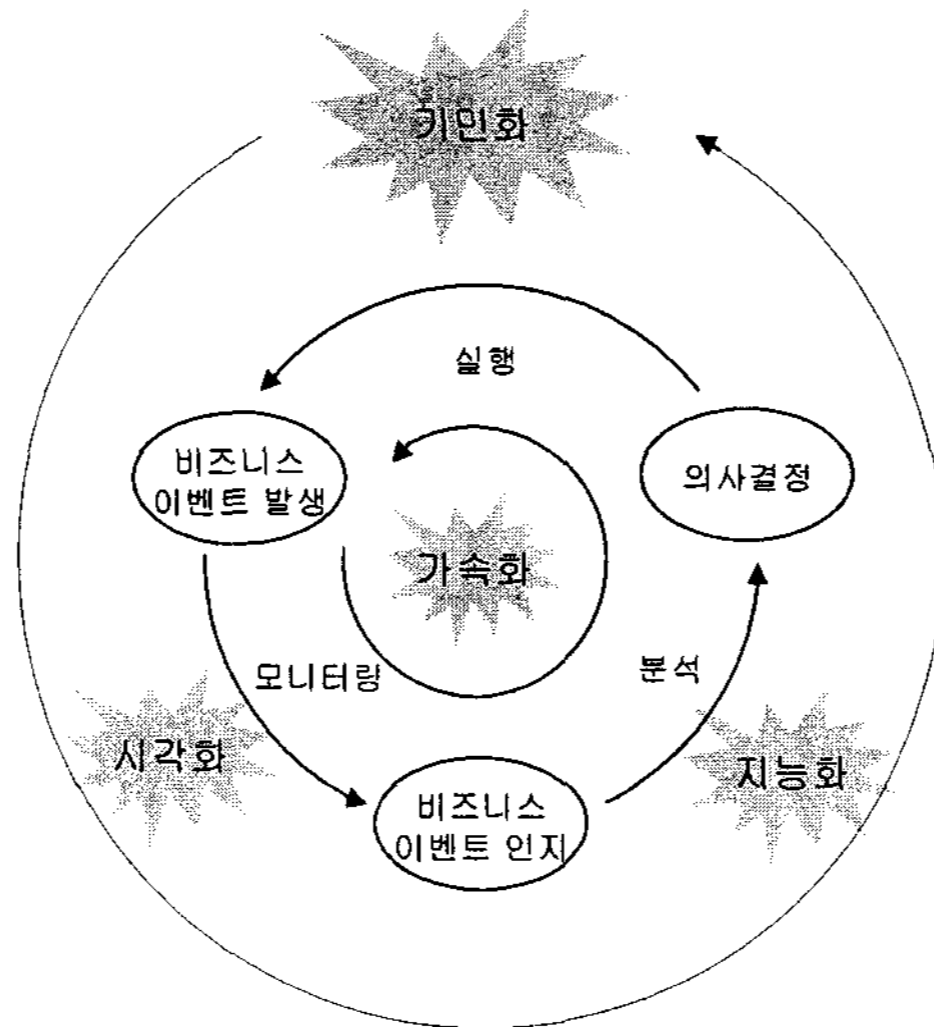 기민화
실행
비즈니스
이벤트 발생
의사결정
가속화
모니터링
분석
시각화
지능화
비즈니스
이벤트 인지